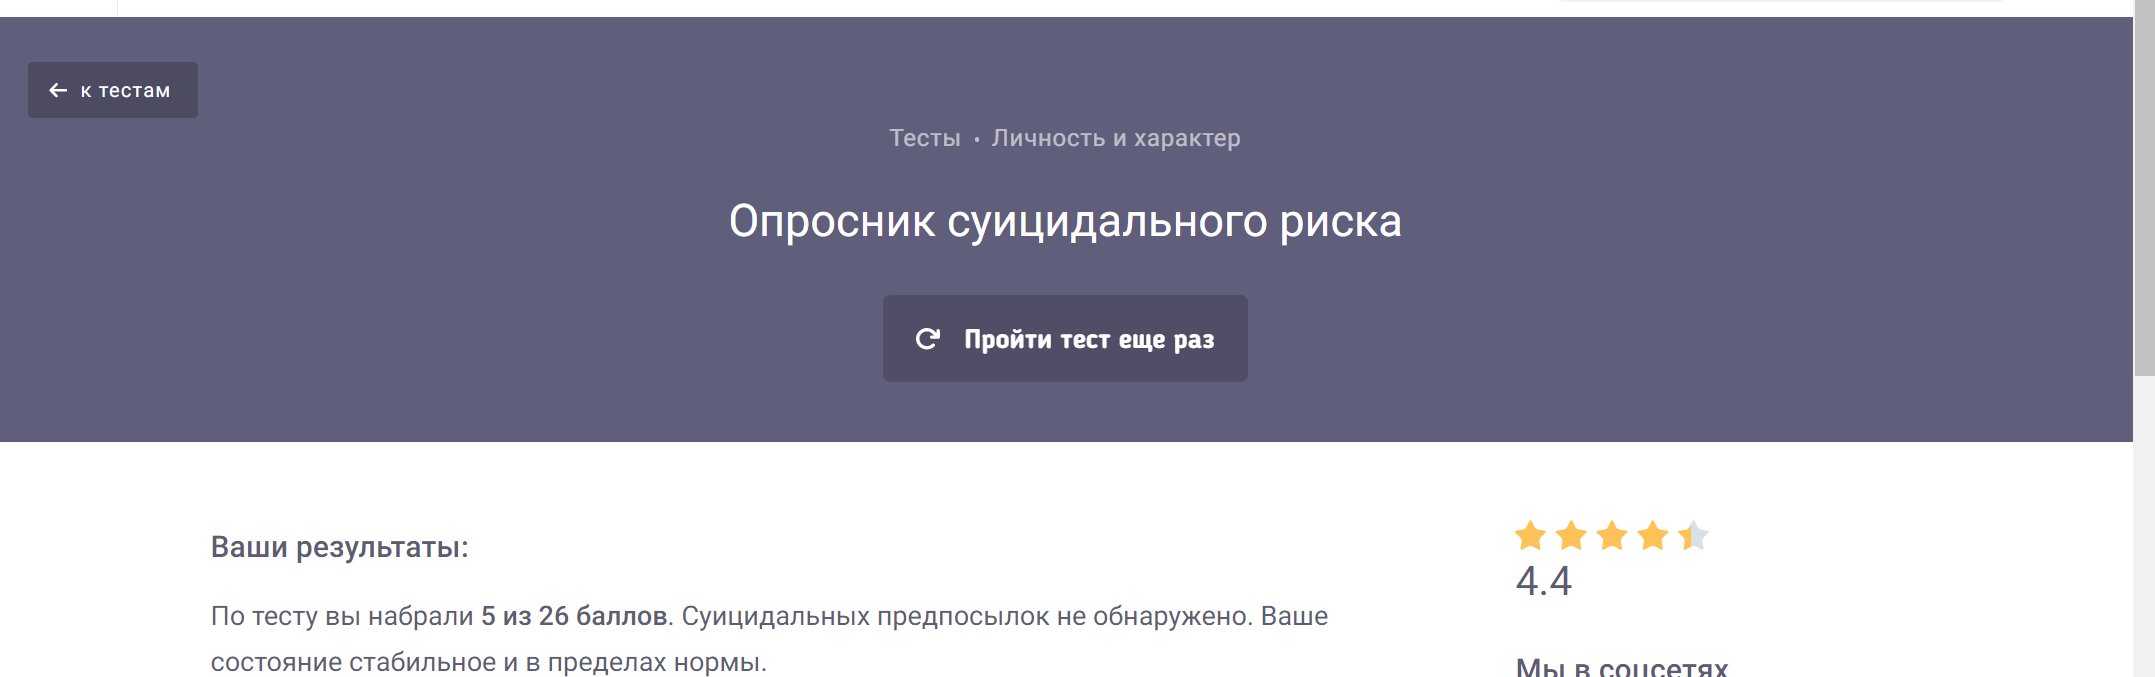 к тестам
Тесты • Личность и характер
Опросник суицидального риска
Пройти тест еще раз
Ваши результаты:
По тесту вы набрали 5 из 26 баллов. Суицидальных предпосылок не обнаружено. Ваше
состояние стабильное и в пределах нормы.
4.4
Мы в соцсетях